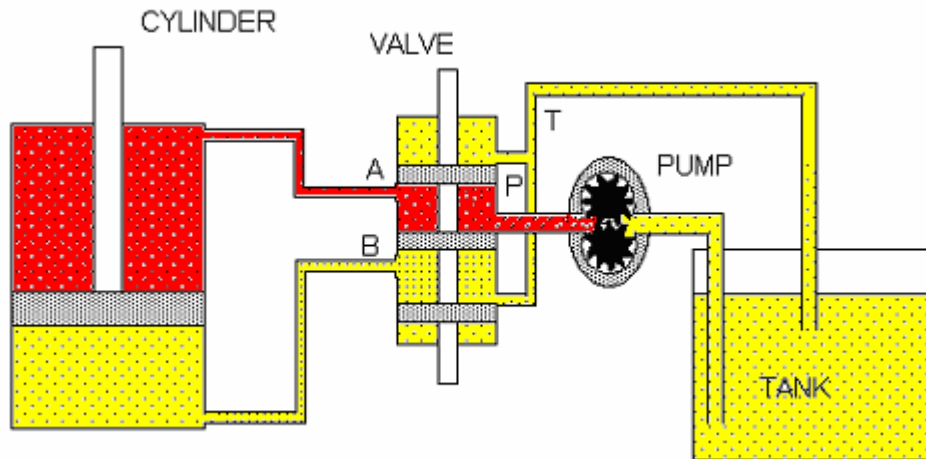 CYLINDER
VALVE
T
A
P
PUMP
B
TANK